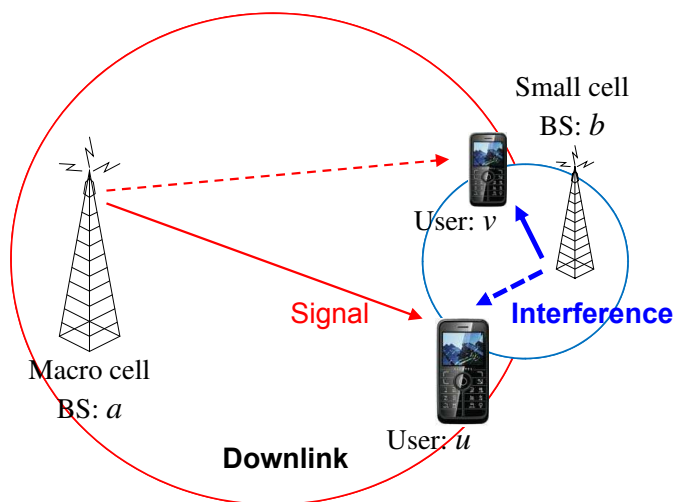 Small cell
BS: b
User: v
Signal
Interference
Macro cell
BS: a
User: u
Downlink